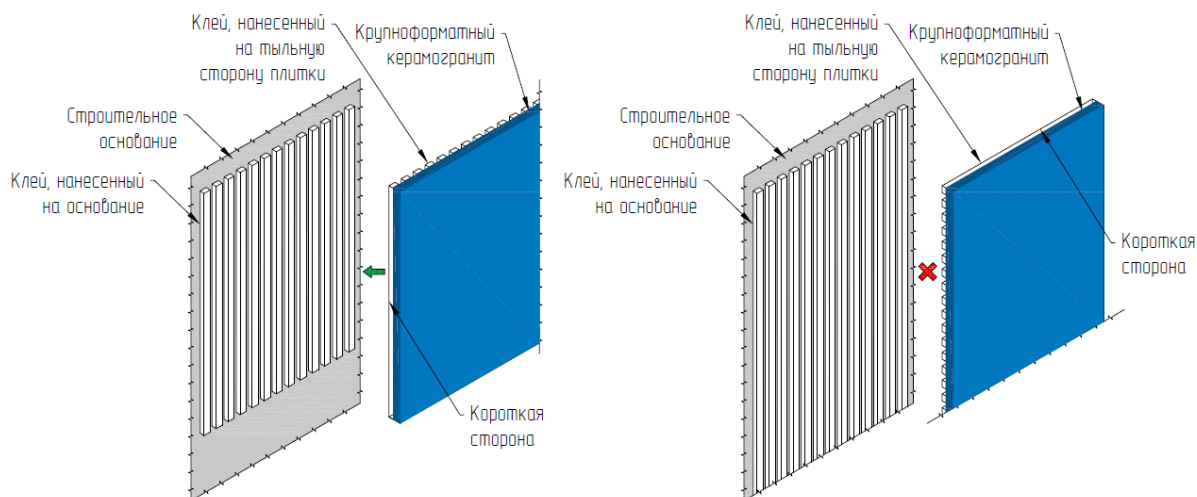 Клей, нанесенный
на тыльную
сторону плитки
Крупноформатный
керамогранит
Строительное
основание
Клей, нанесенный
на основание
Короткая
сторона
Клей, нанесенный
на тыльную
сторону плитки
Крупноформатный
керамогранит
Строительное
основание
Клей, нанесенный
на основание
Короткая
сторона